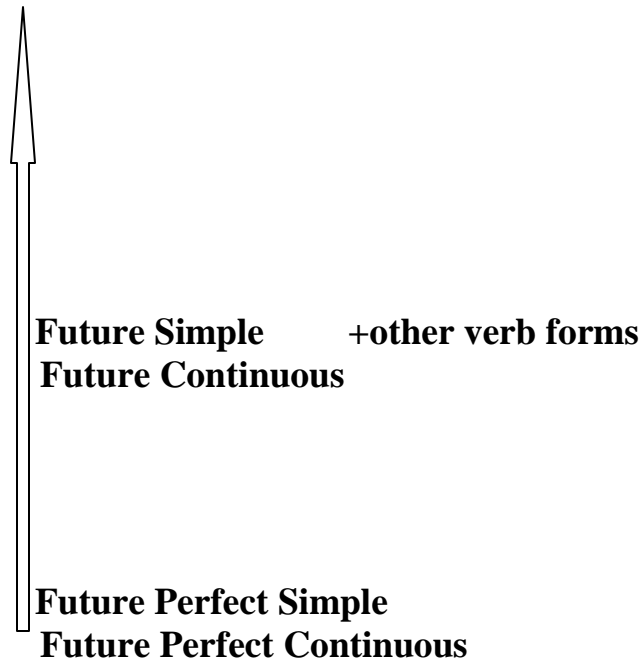 Future Simple +other verb forms
Future Continuous
Future Perfect Simple
Future Perfect Continuous